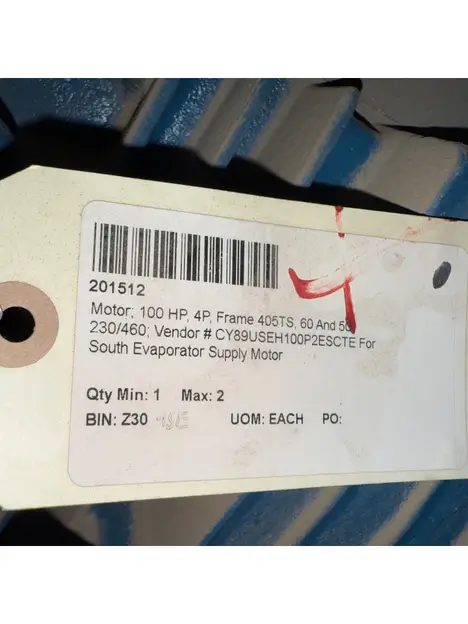 201512
Motor; 100 HP, 4P, Frame 405TS, 60 And 50
230/460; Vendor # CY89USEH100P2ESCTE For
South Evaporator Supply Motor
Qty Min: 1 Max: 2
BIN: Z30 UOM: EACH PO: